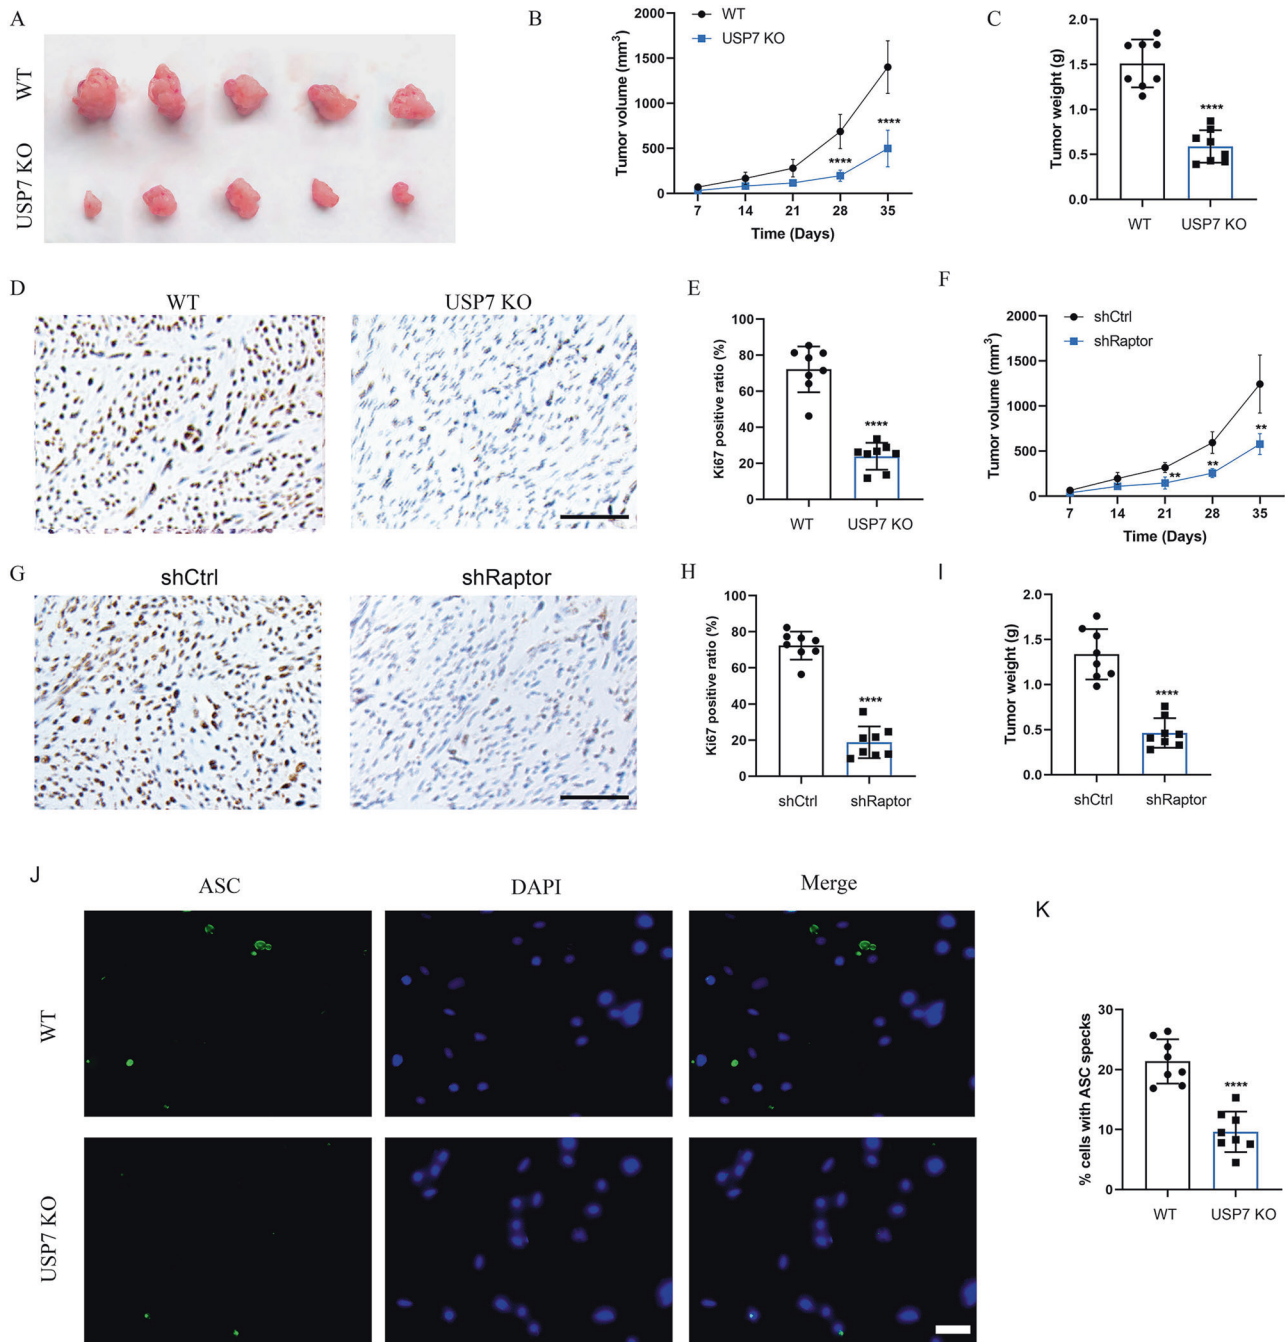 A
WT
USP7 KO
B
WT
USP7 KO
Tumor volume (mm3)
2000
1500
1000
500
0
****
****
7 14 21 28 35
Time (Days)
C
Tumor weight (g)
2.0
1.5
1.0
0.5
0.0
****
WT USP7 KO
D
WT
USP7 KO
E
Ki67 positive ratio (%)
100
80
60
40
20
0
****
WT USP7 KO
F
shCtrl
shRaptor
Tumor volume (mm3)
2000
1500
1000
500
0
**
**
**
7 14 21 28 35
Time (Days)
G
shCtrl
shRaptor
H
Ki67 positive ratio (%)
100
80
60
40
20
0
****
shCtrl shRaptor
I
Tumor weight (g)
2.0
1.5
1.0
0.5
0.0
****
shCtrl shRaptor
J
ASC DAPI Merge
WT
USP7 KO
K
% cells with ASC specks
30
20
10
0
****
WT USP7 KO